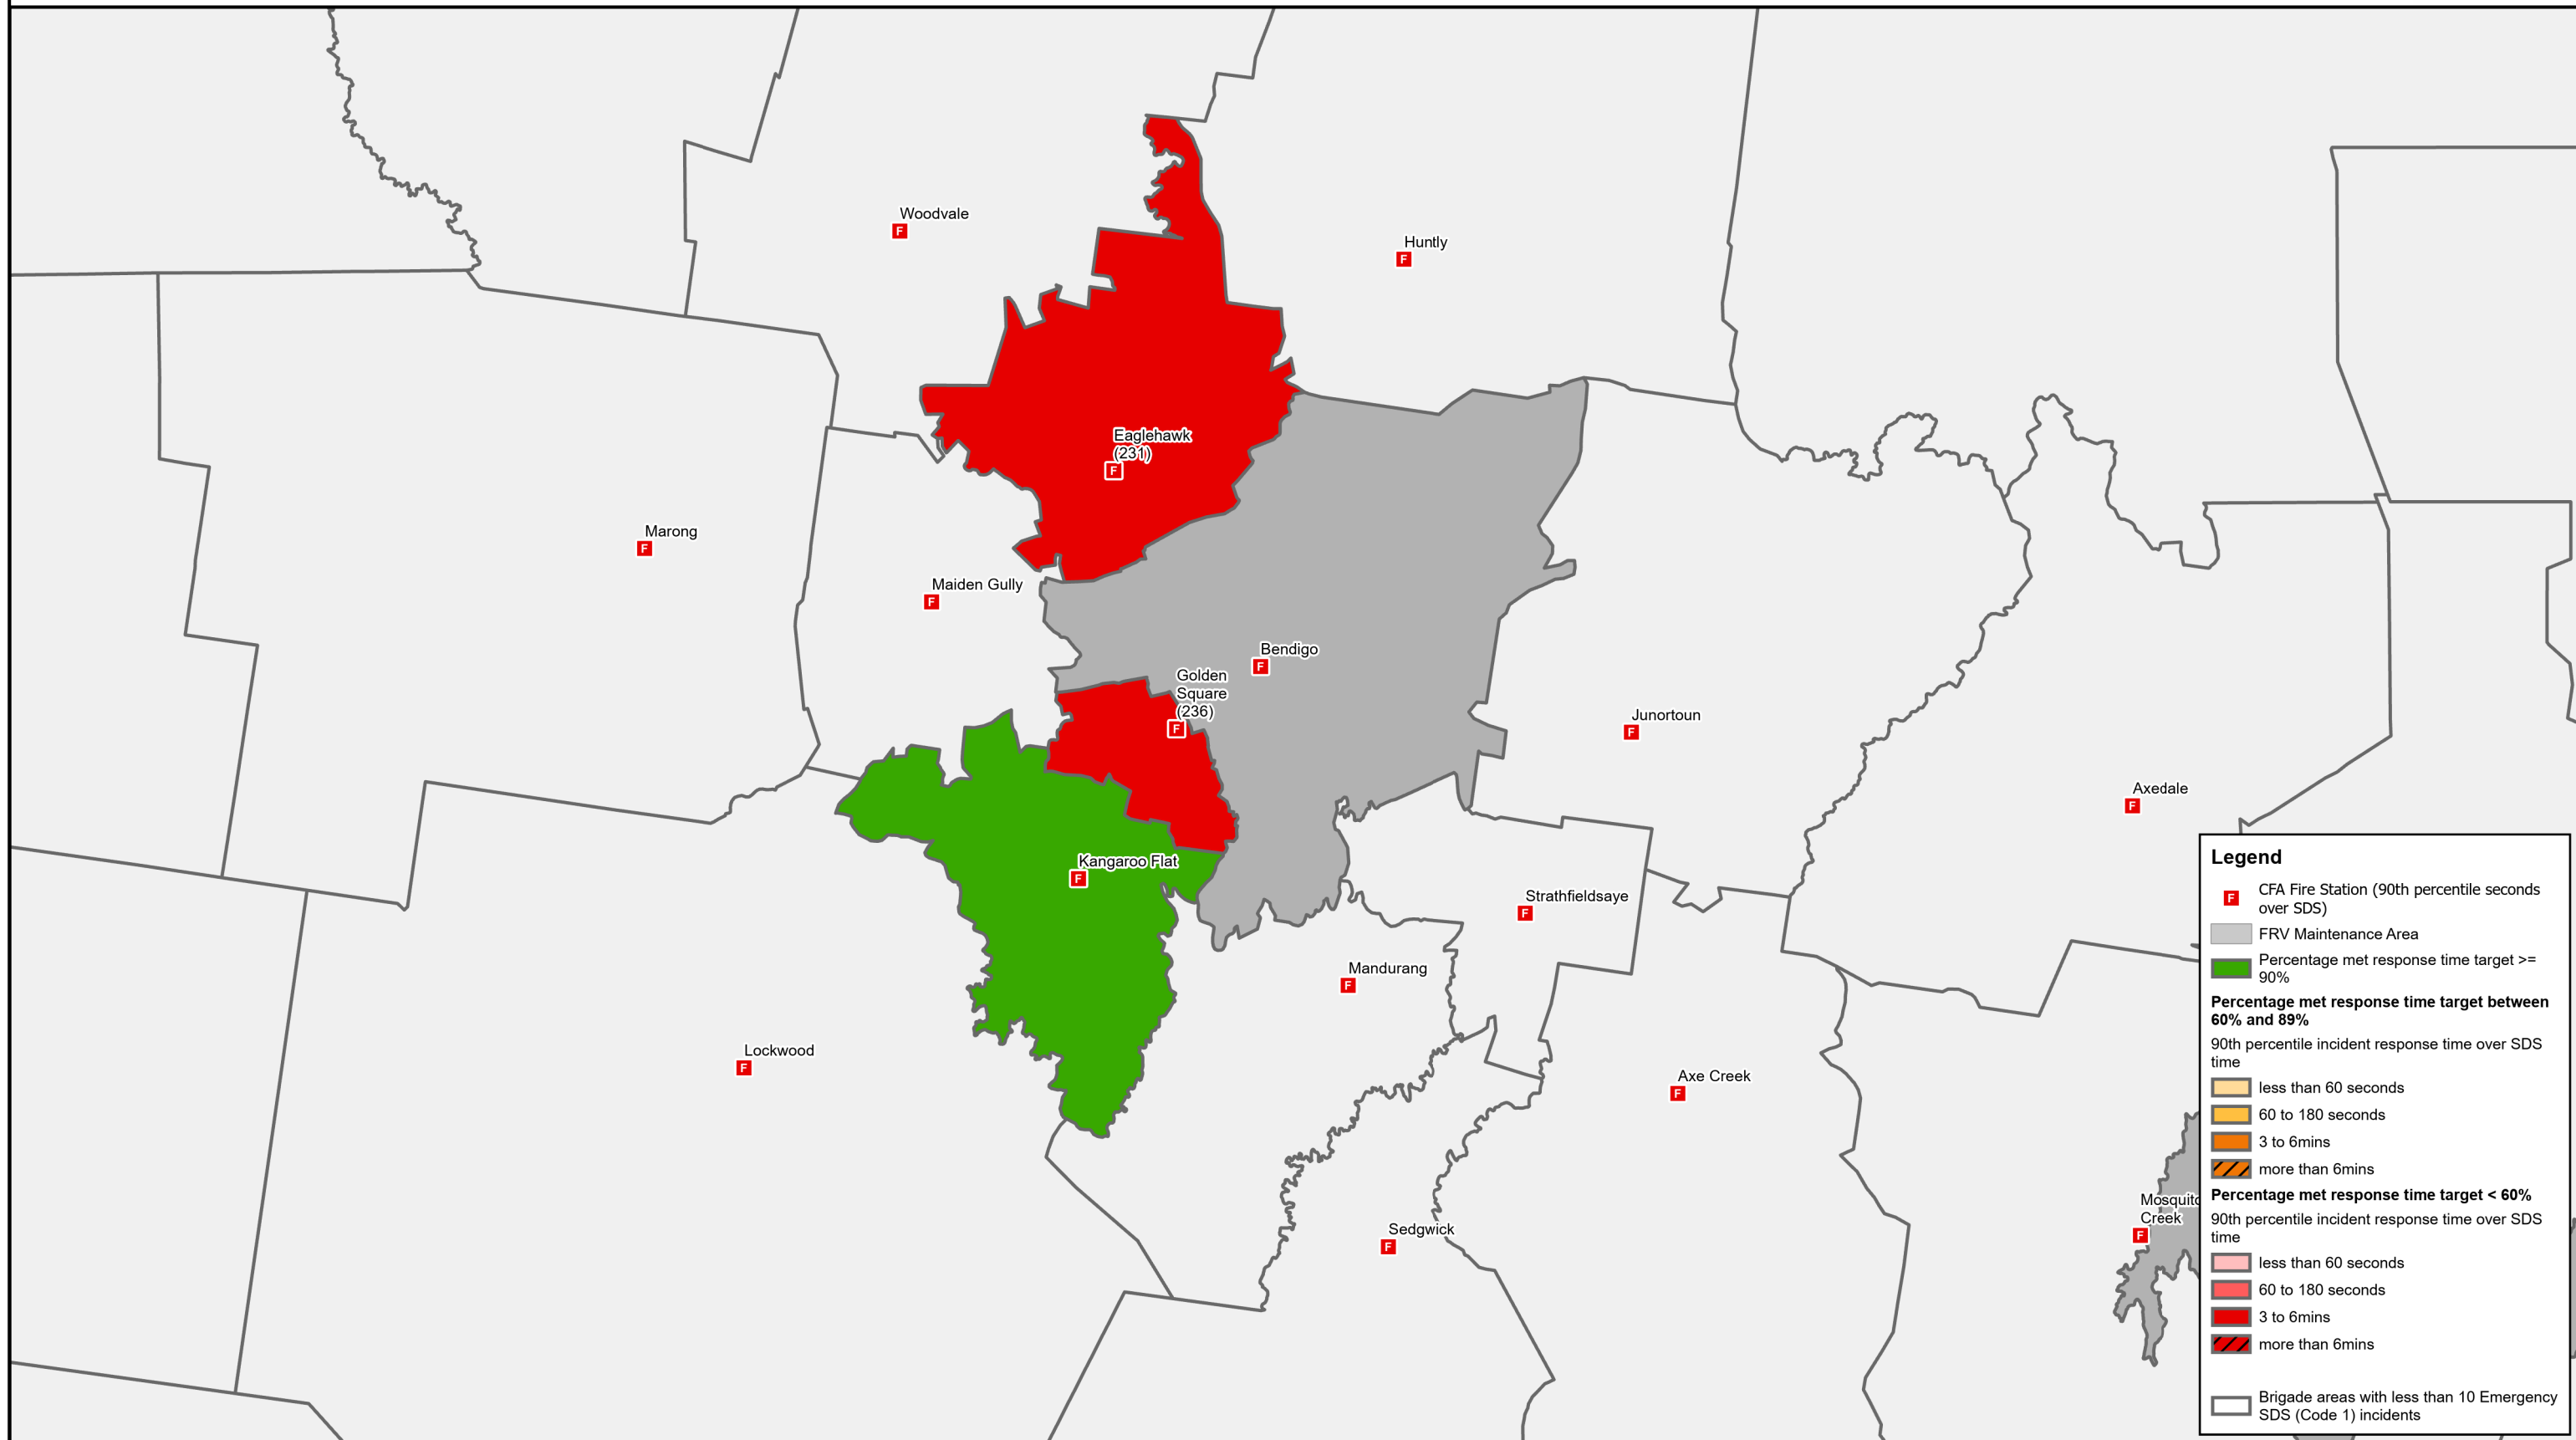 Woodvale
F
Huntly
F
Eaglehawk
(231)
F
Marong
F
Maiden Gully
F
Bendigo
F
Golden
Square
(236)
F
Junortoun
F
Axedale
F
Kangaroo Flat
F
Strathfieldsaye
F
Mandurang
F
Lockwood
F
Axe Creek
F
Sedgwick
F
Mosquito
Creek
F
Legend
F CFA Fire Station (90th percentile seconds
over SDS)
FRV Maintenance Area
Percentage met response time target >=
90%
Percentage met response time target between
60% and 89%
90th percentile incident response time over SDS
time
less than 60 seconds
60 to 180 seconds
3 to 6mins
more than 6mins
Percentage met response time target < 60%
90th percentile incident response time over SDS
time
less than 60 seconds
60 to 180 seconds
3 to 6mins
more than 6mins
Brigade areas with less than 10 Emergency
SDS (Code 1) incidents